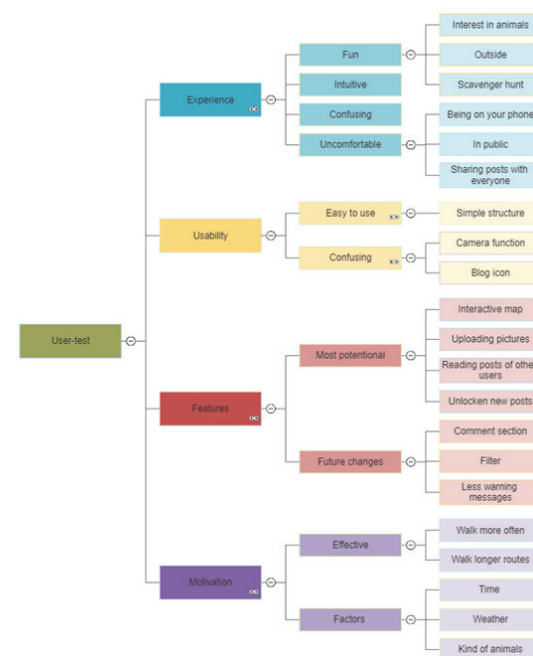 Interest in animals
Fun
Outside
Experience
Intuitive
Scavenger hunt
Confusing
Being on your phone
Uncomfortable
In public
Sharing posts with
everyone
Easy to use
Simple structure
Usability
Camera function
Confusing
Blog icon
User-test
Interactive map
Most potentional
Uploading pictures
Reading posts of other
users
Features
Unlocken new posts
Comment section
Future changes
Filter
Less warning
messages
Walk more often
Effective
Walk longer routes
Motivation
Time
Factors
Weather
Kind of animals